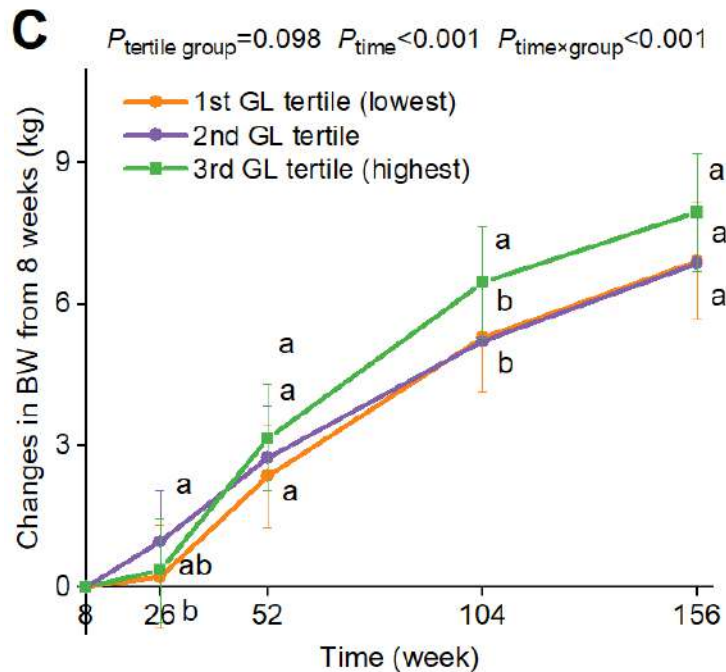 C
P tertile group=0.098 P time<0.001 P time×group<0.001
Changes in BW from 8 weeks (kg)
1st GL tertile (lowest)
2nd GL tertile
3rd GL tertile (highest)
9
6
3
0
a
ab
b
a
a
a
a
b
b
a
a
a
8 26 52 104 156
Time (week)